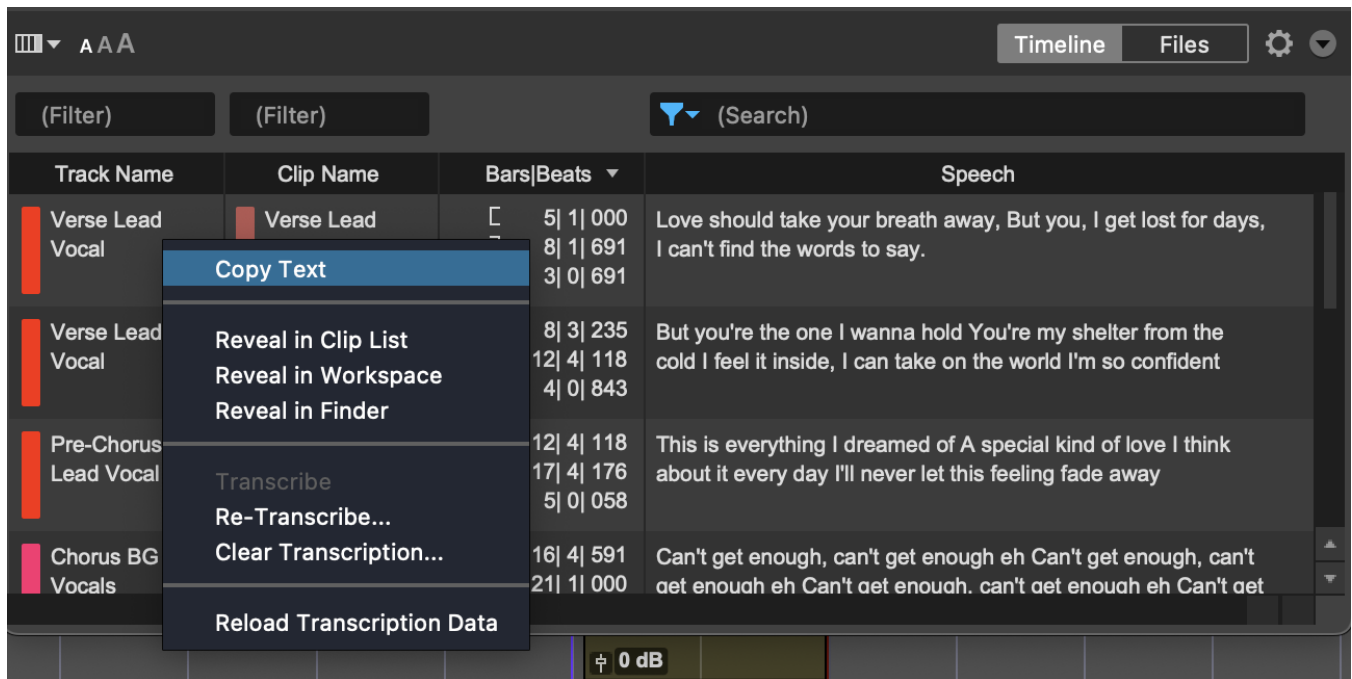 A A A
Timeline Files
(Filter) (Filter) (Search)
Track Name Clip Name Bars|Beats Speech
Verse Lead
Vocal
Verse Lead
5| 1| 000
8| 1| 691
3| 0| 691
Love should take your breath away, But you, I get lost for days,
I can't find the words to say.
Verse Lead
Vocal
8| 3| 235
12| 4| 118
4| 0| 843
But you're the one I wanna hold You're my shelter from the
cold I feel it inside, I can take on the world I'm so confident
Pre-Chorus
Lead Vocal
12| 4| 118
17| 4| 176
5| 0| 058
This is everything I dreamed of A special kind of love I think
about it every day I'll never let this feeling fade away
Chorus BG
Vocals
16| 4| 591
21| 1| 000
Can't get enough, can't get enough eh Can't get enough, can't
get enough eh Can't get enough, can't get enough eh Can't get
Copy Text
Reveal in Clip List
Reveal in Workspace
Reveal in Finder
Transcribe
Re-Transcribe...
Clear Transcription...
Reload Transcription Data
0 dB